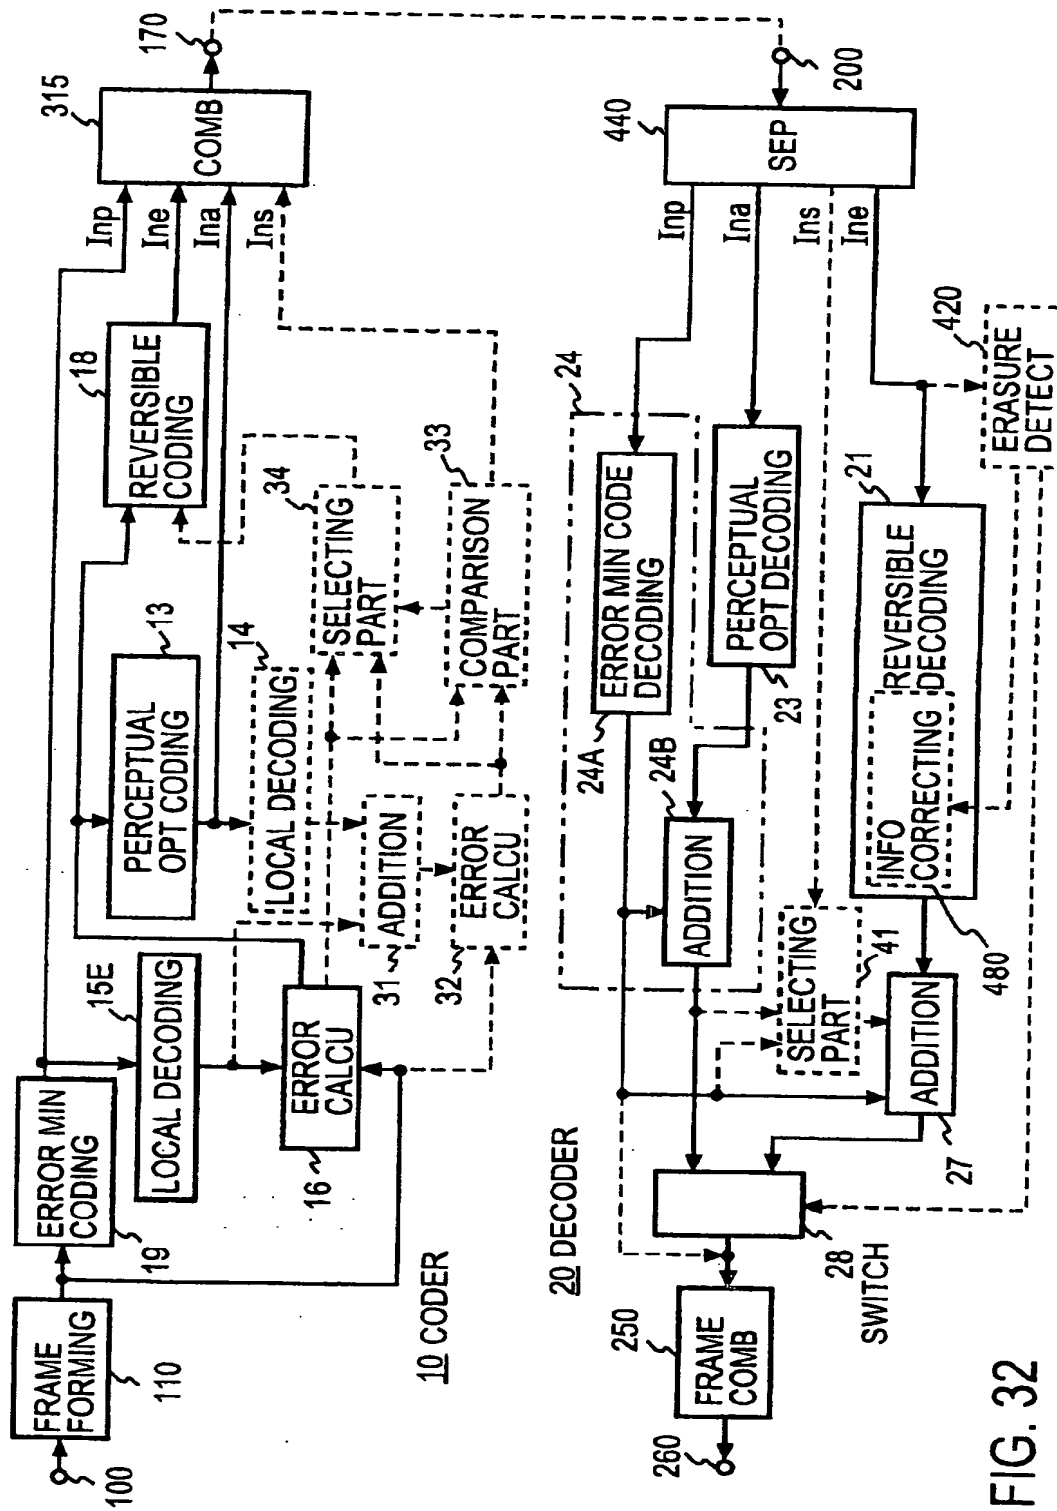 100
FRAME
FORMING
110
ERROR MIN
CODING
19
LOCAL DECODING
15E
ERROR
CALCU
16
PERCEPTUAL
OPT CODING
13
LOCAL DECODING
14
ADDITION
31
ERROR
CALCU
32
REVERSIBLE
CODING
18
SELECTING
PART
34
COMPARISON
PART
33
Inp
Ine
Ina
Ins
COMB
315
170
10 CODER
200
SEP
440
Inp
Ina
Ins
Ine
24
ERROR MIN CODE
DECODING
24A
PERCEPTUAL
OPT DECODING
23
ADDITION
24B
ERASURE
DETECT
420
REVERSIBLE
DECODING
21
INFO
CORRECTING
480
SELECTING
PART
41
ADDITION
27
28
SWITCH
FRAME
COMB
250
260
20 DECODER
FIG. 32